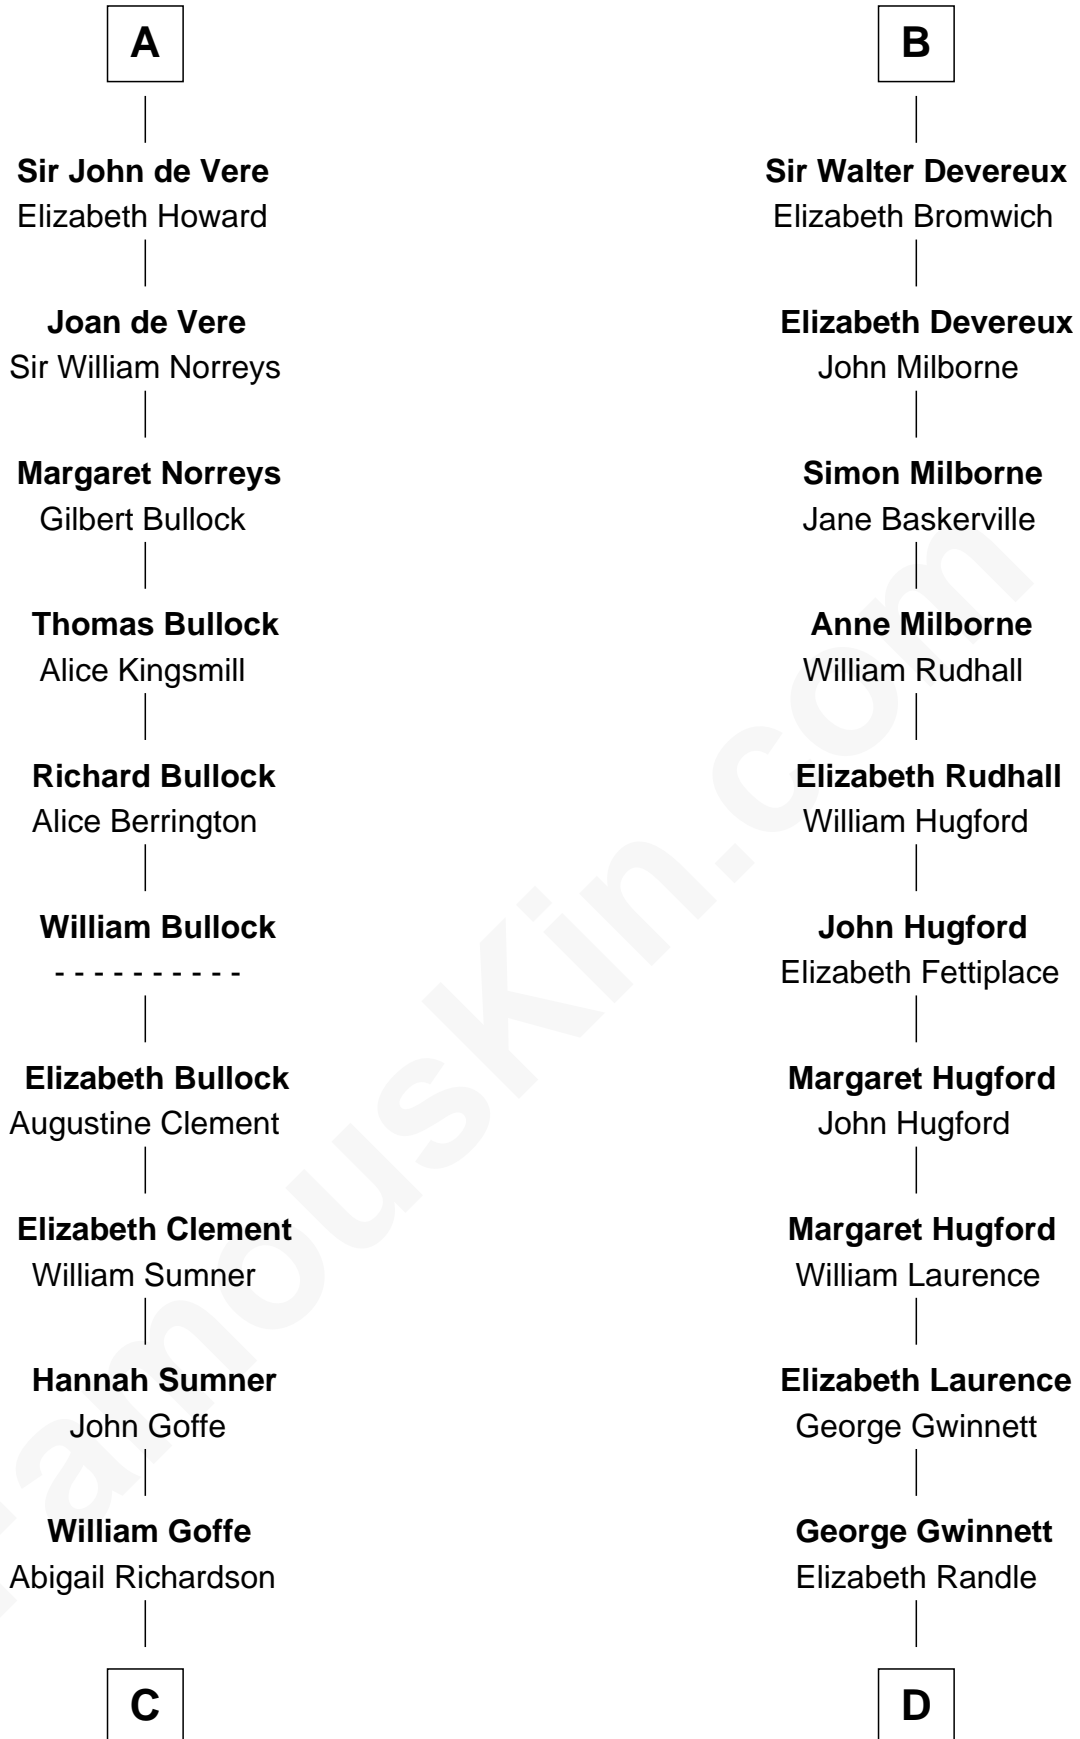 A
Sir John de Vere
Elizabeth Howard
Joan de Vere
Sir William Norreys
Margaret Norreys
Gilbert Bullock
Thomas Bullock
Alice Kingsmill
Richard Bullock
Alice Berrington
William Bullock
- - - - - - - - - -
Elizabeth Bullock
Augustine Clement
Elizabeth Clement
William Sumner
Hannah Sumner
John Goffe
William Goffe
Abigail Richardson
C
B
Sir Walter Devereux
Elizabeth Bromwich
Elizabeth Devereux
John Milborne
Simon Milborne
Jane Baskerville
Anne Milborne
William Rudhall
Elizabeth Rudhall
William Hugford
John Hugford
Elizabeth Fettiplace
Margaret Hugford
John Hugford
Margaret Hugford
William Laurence
Elizabeth Laurence
George Gwinnett
George Gwinnett
Elizabeth Randle
D
FamousKin.com